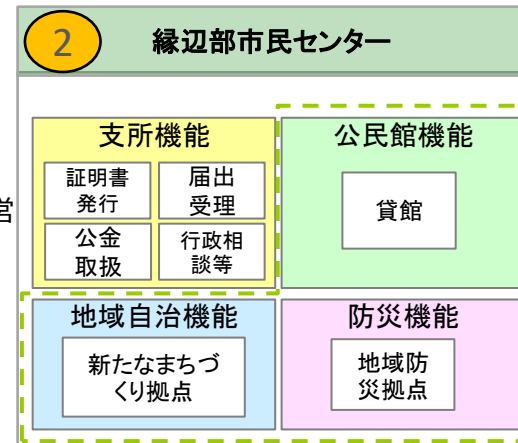 2
縁辺部市民センター
支所機能
証明書
発行
届出
受理
公金
取扱
行政相
談等
公民館機能
貸館
営
地域自治機能
新たなまちづ
くり拠点
防災機能
地域防
災拠点